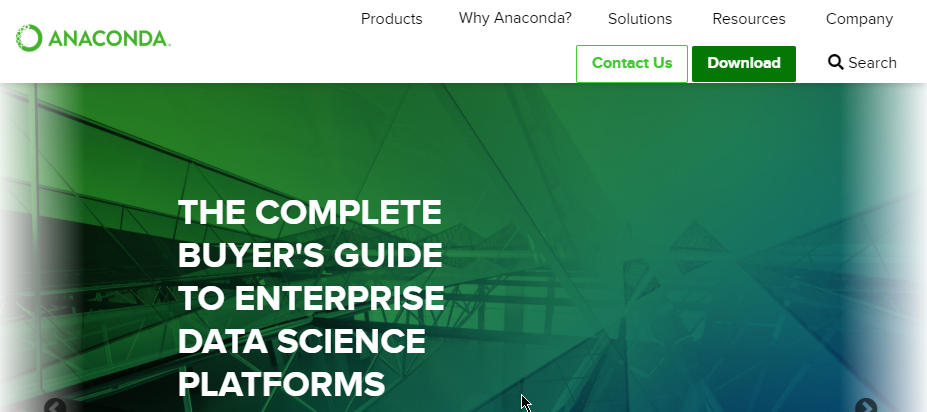 Products Why Anaconda? Solutions Resources Company
ANACONDA.
Contact Us Download Search
THE COMPLETE
BUYER'S GUIDE
TO ENTERPRISE
DATA SCIENCE
PLATFORMS